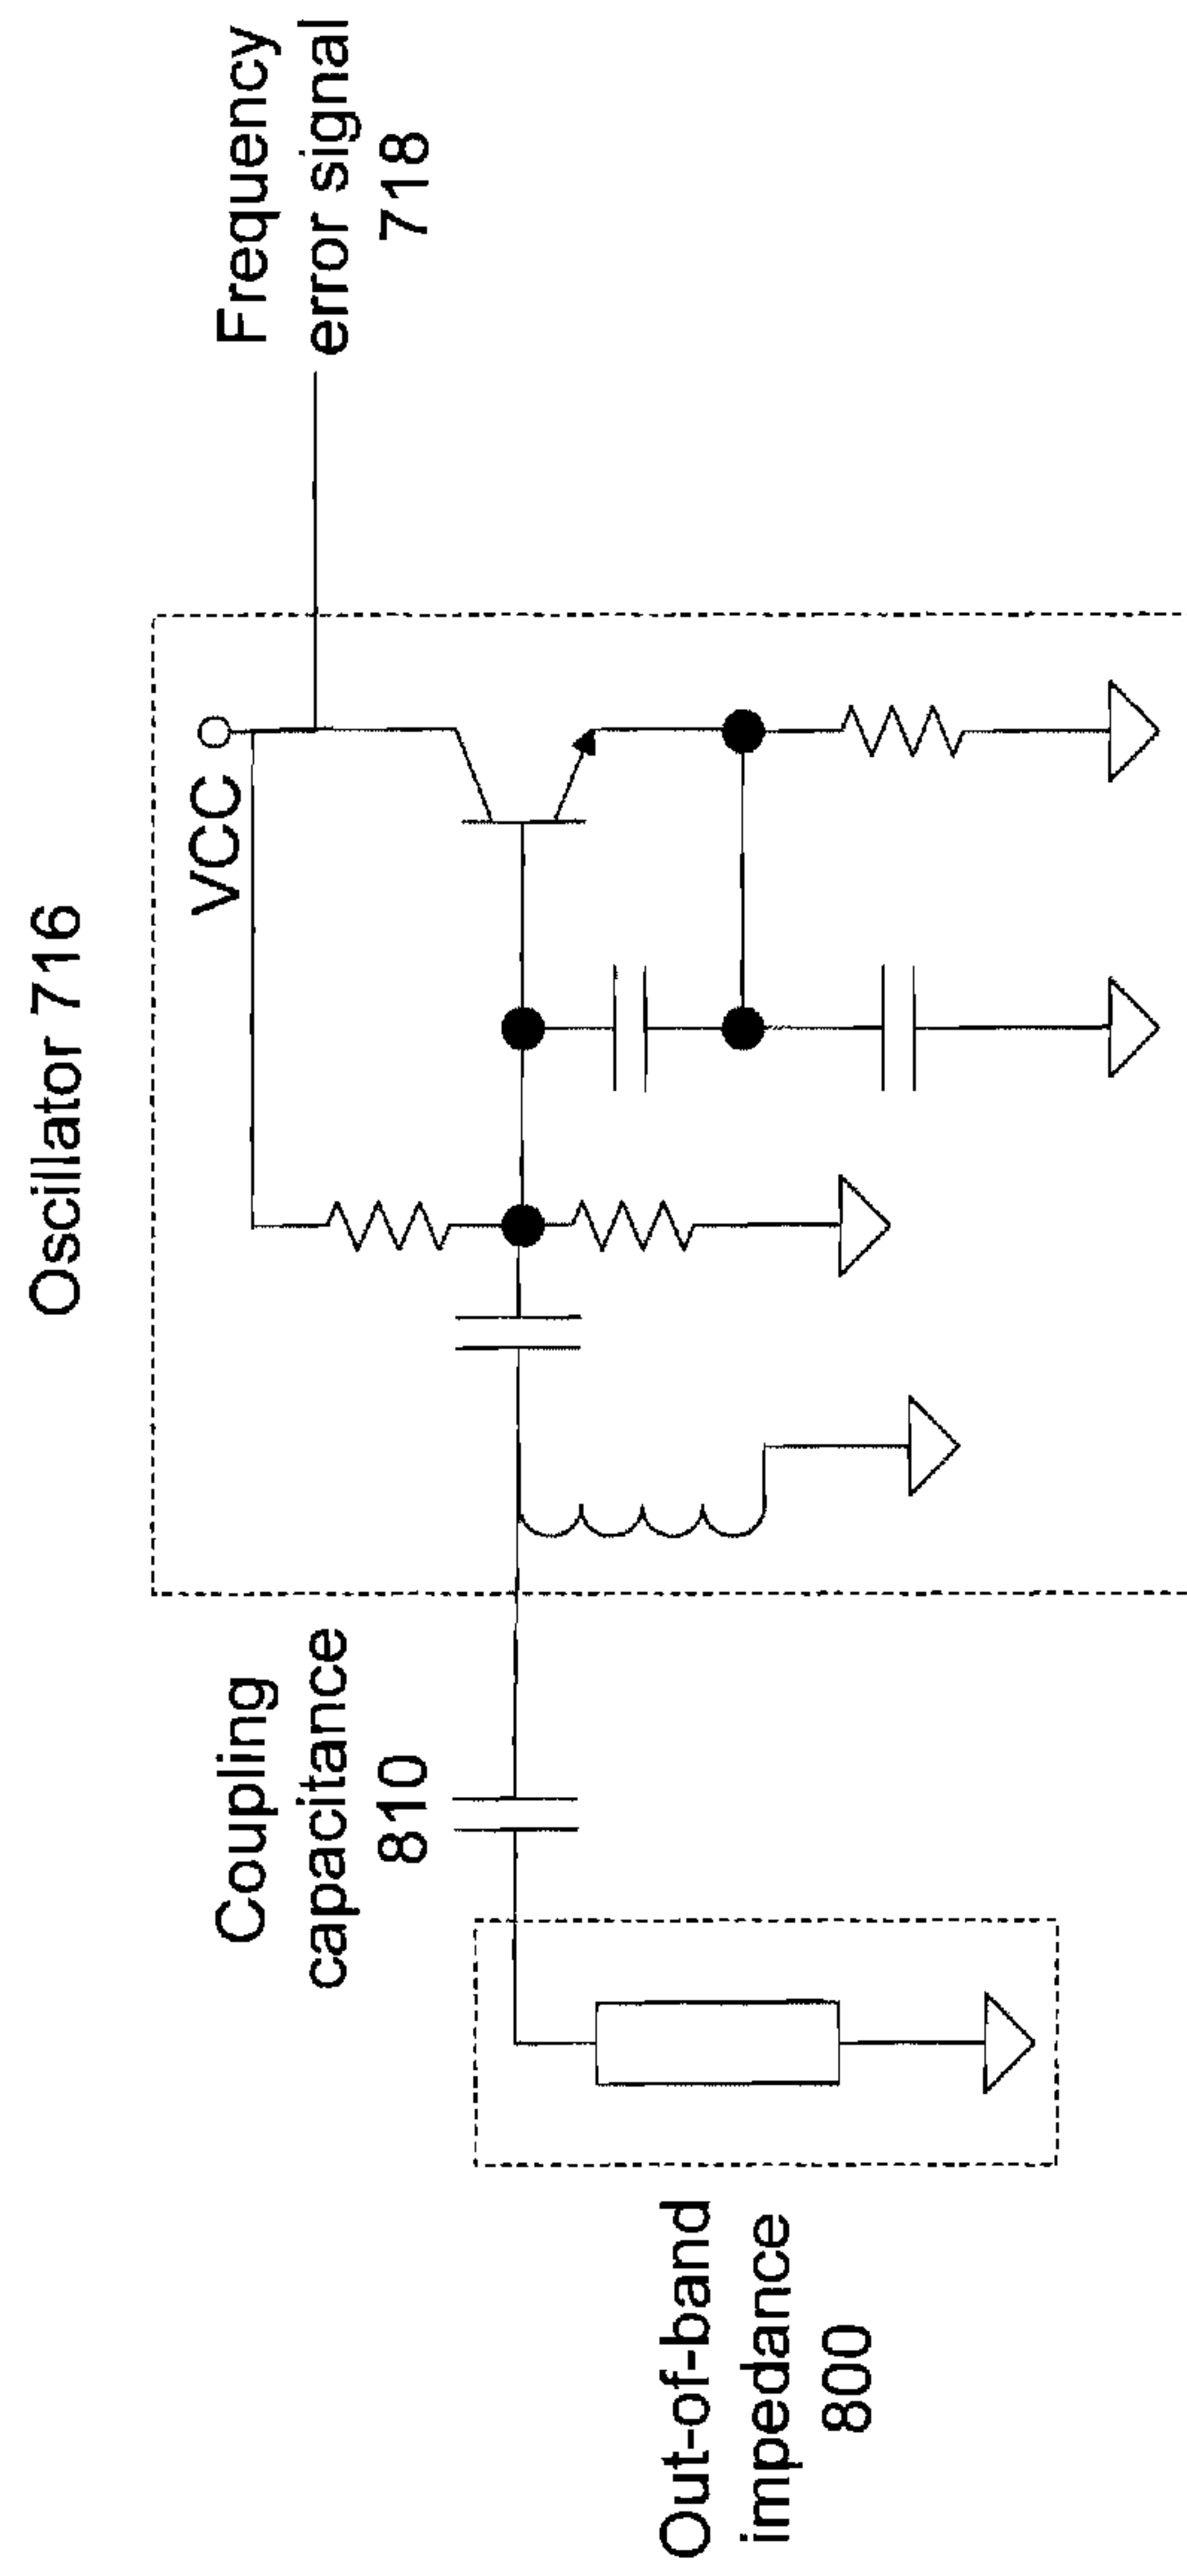 Oscillator 716
VCC
Frequency
error signal
718
Coupling
capacitance
810
Out-of-band
impedance
800